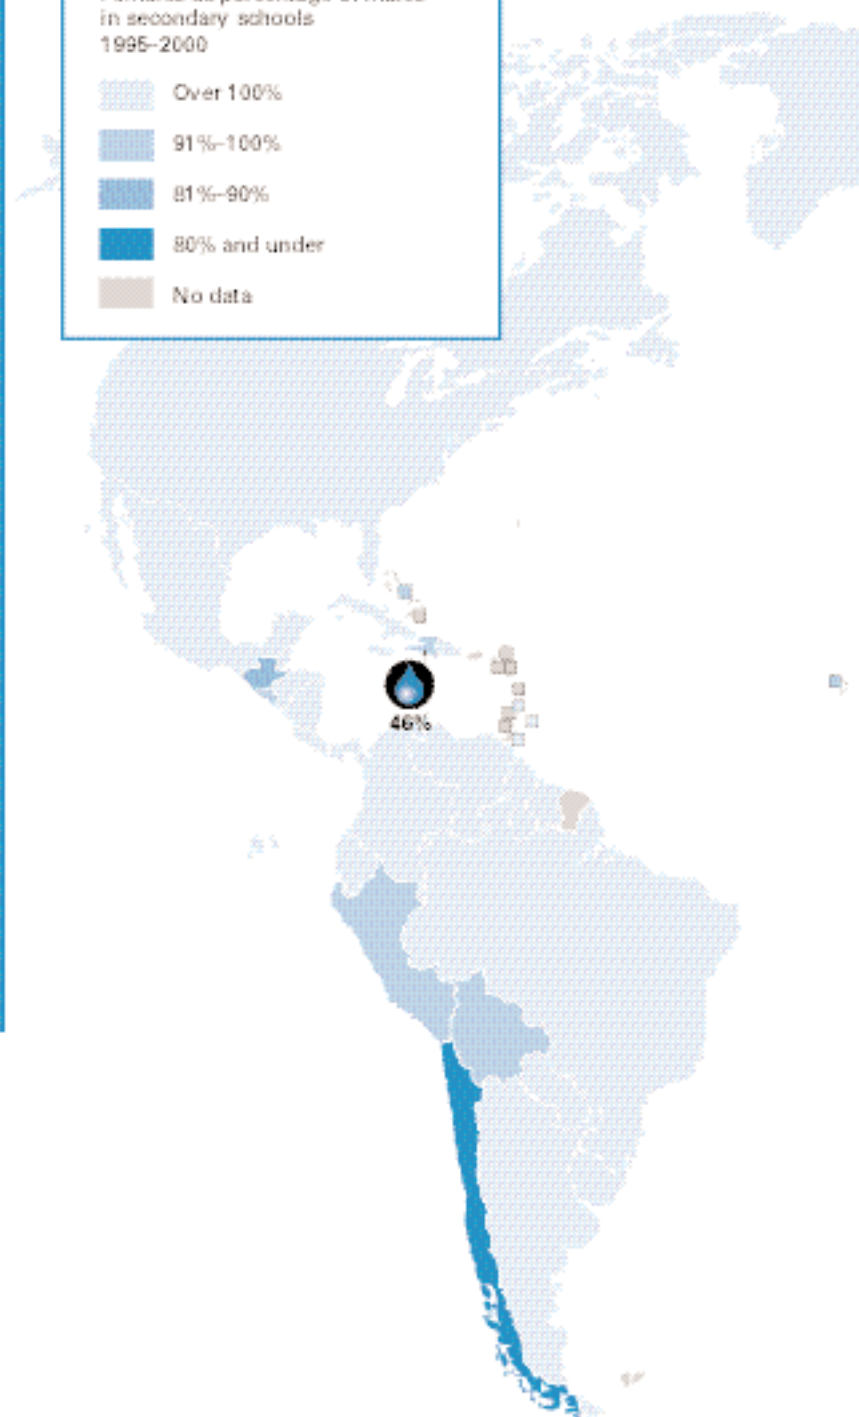 in secondary schools
1995–2000
Over 100%
91%–100%
81%–90%
80% and under
No data
46%